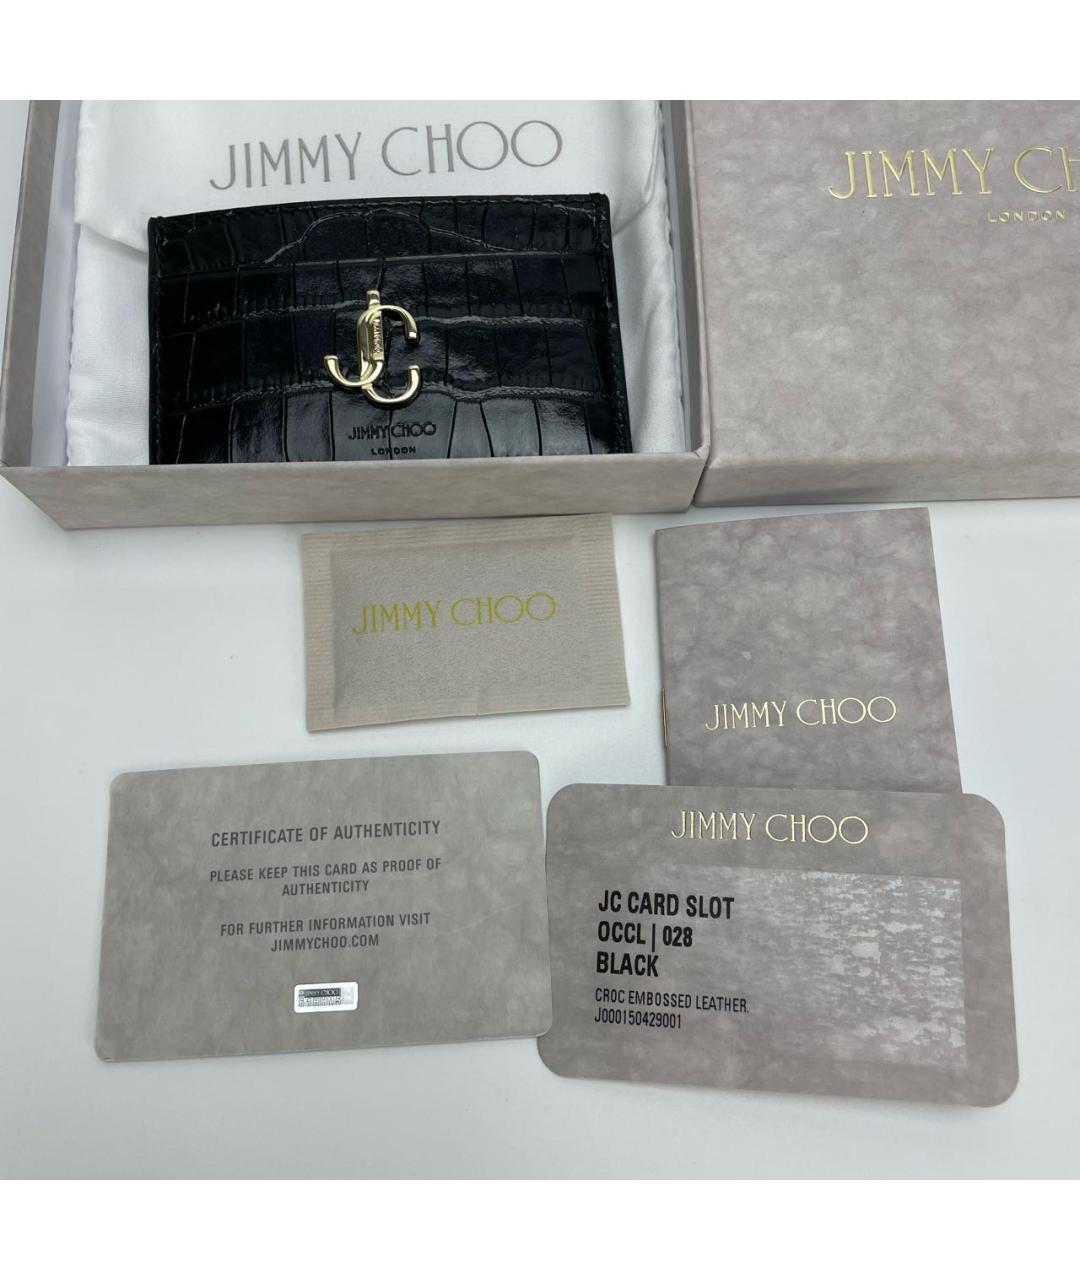 JIMMY CHOO
JIMMY CH
LONDON
JIMMY CHOO
LONDON
JIMMY CHOO
JIMMY CHOO
CERTIFICATE OF AUTHENTICITY
PLEASE KEEP THIS CARD AS PROOF OF
AUTHENTICITY
FOR FURTHER INFORMATION VISIT
JIMMYCHOO.COM
JIMMY CHOO
JIMMY CHOO
JC CARD SLOT
OCCL | 028
BLACK
CROC EMBOSSED LEATHER.
J000150429001